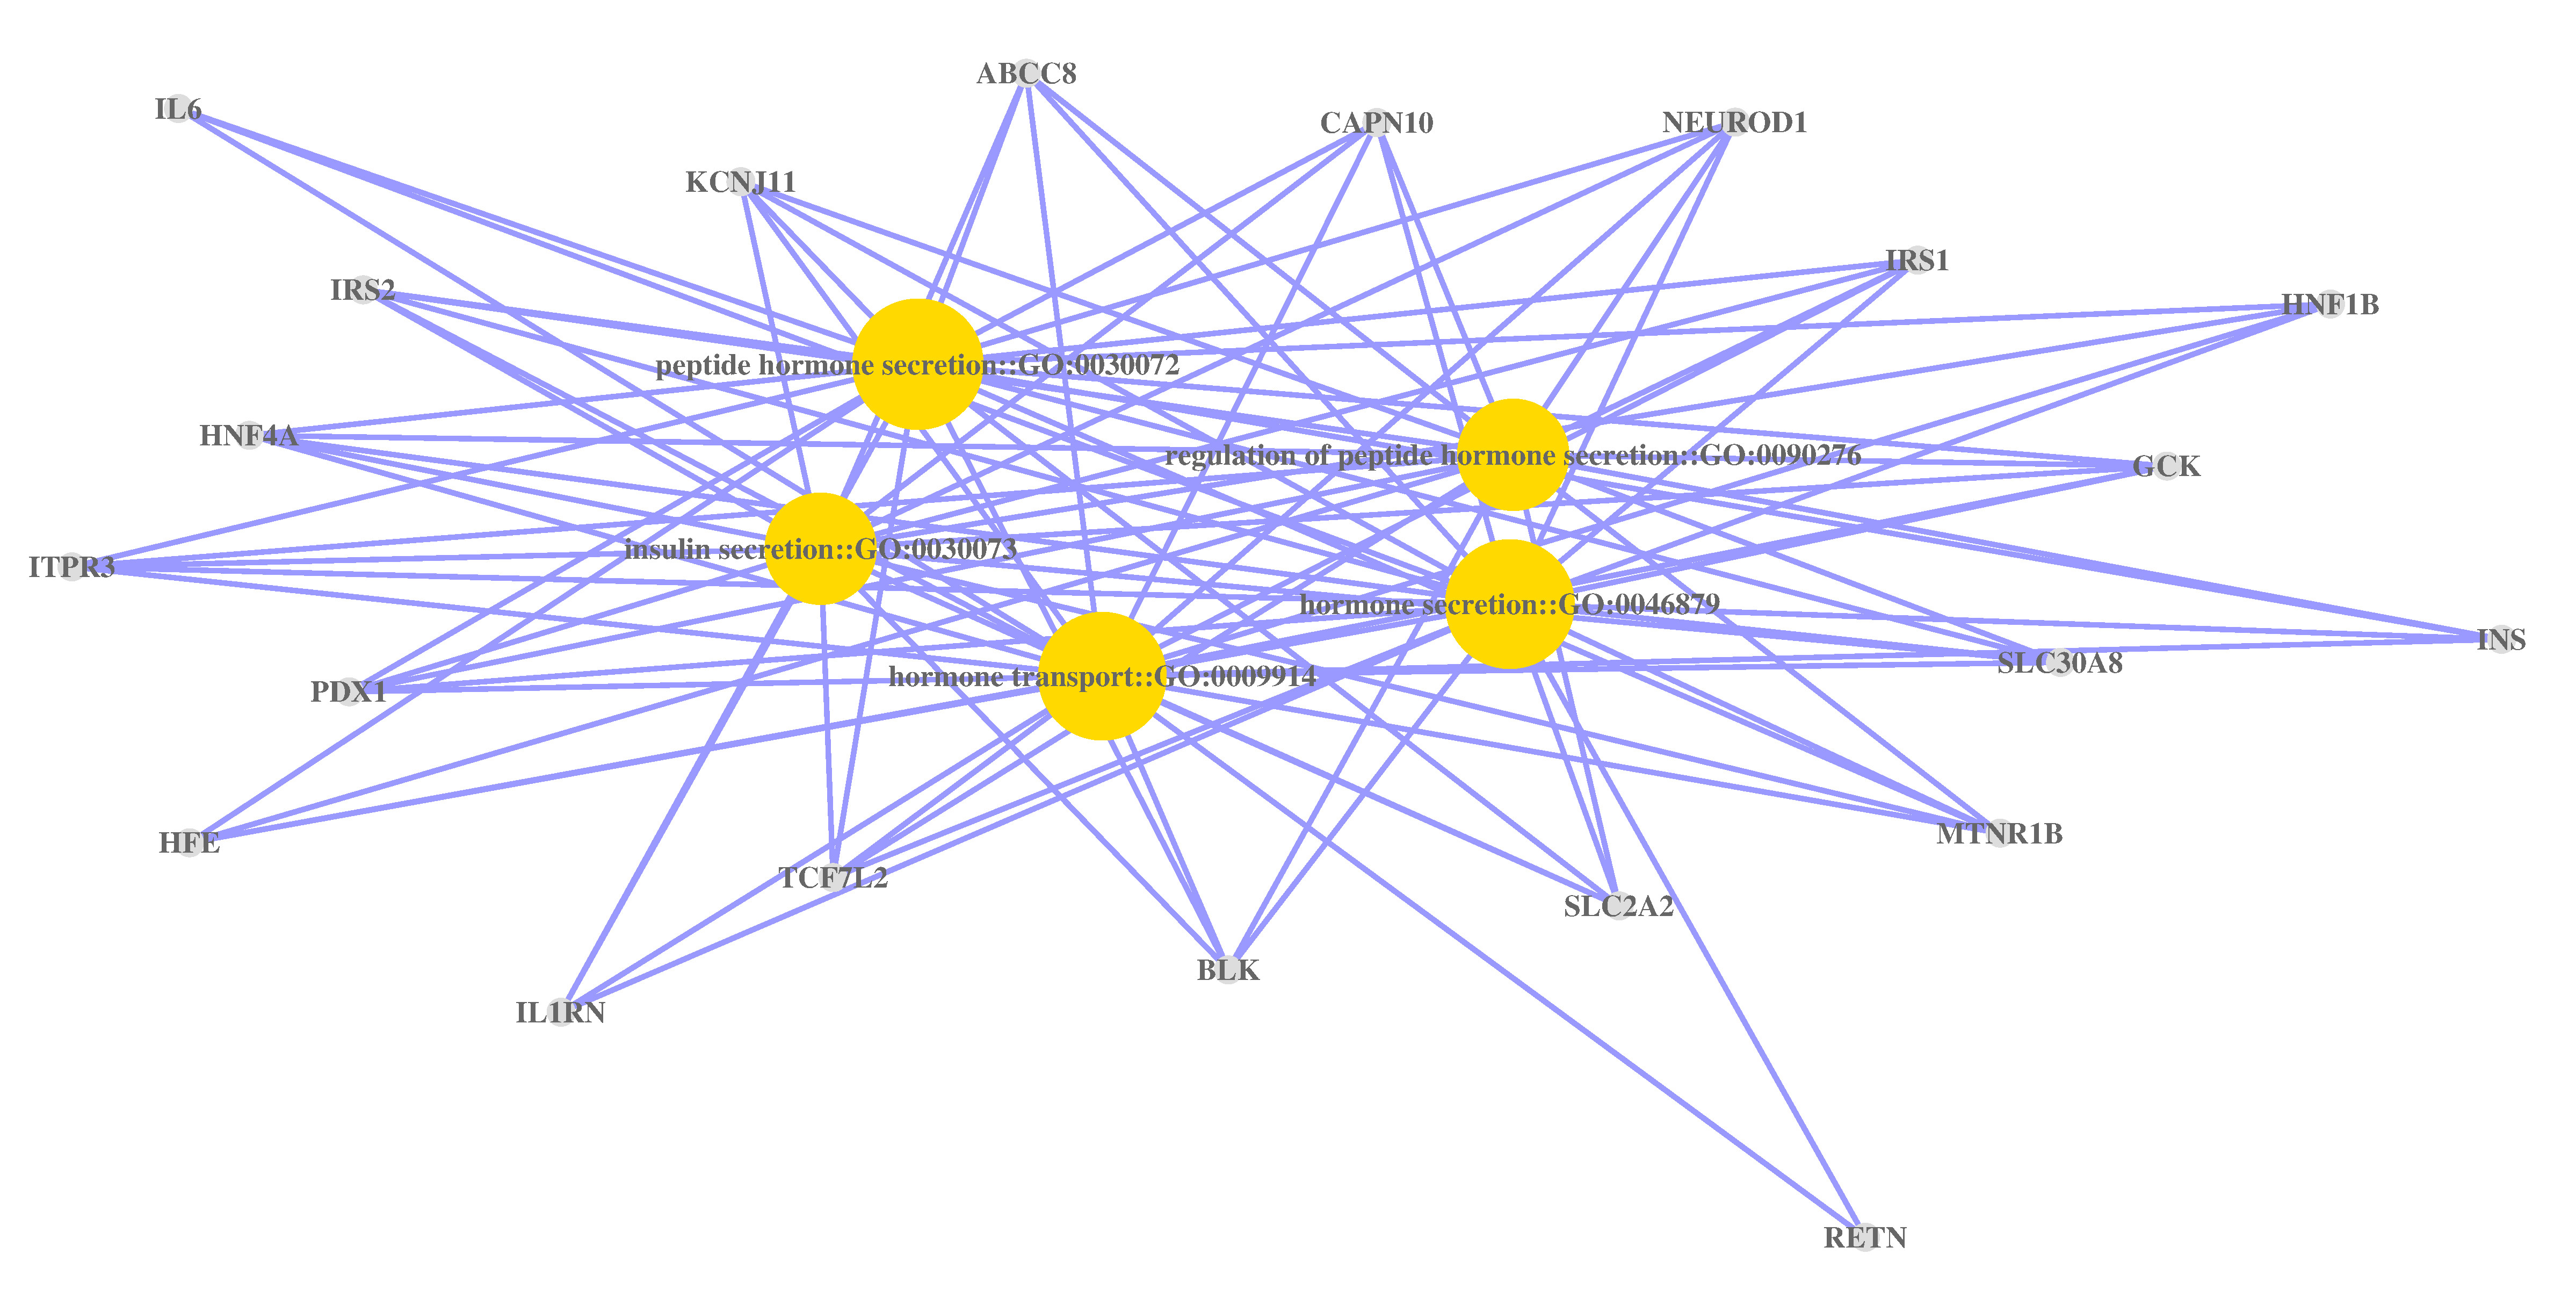 ABCC8
IL6
CAPN10
NEUROD1
KCNJ11
IRS1
IRS2
HNF1B
peptide hormone secretion::GO:0030072
HNF4A
regulation of peptide hormone secretion::GO:0090276
GCK
insulin secretion::GO:0030073
ITPR3
hormone secretion::GO:0046879
INS
SLC30A8
hormone transport::GO:0009914
PDX1
MTNR1B
HFE
TCF7L2
SLC2A2
BLK
IL1RN
RETN